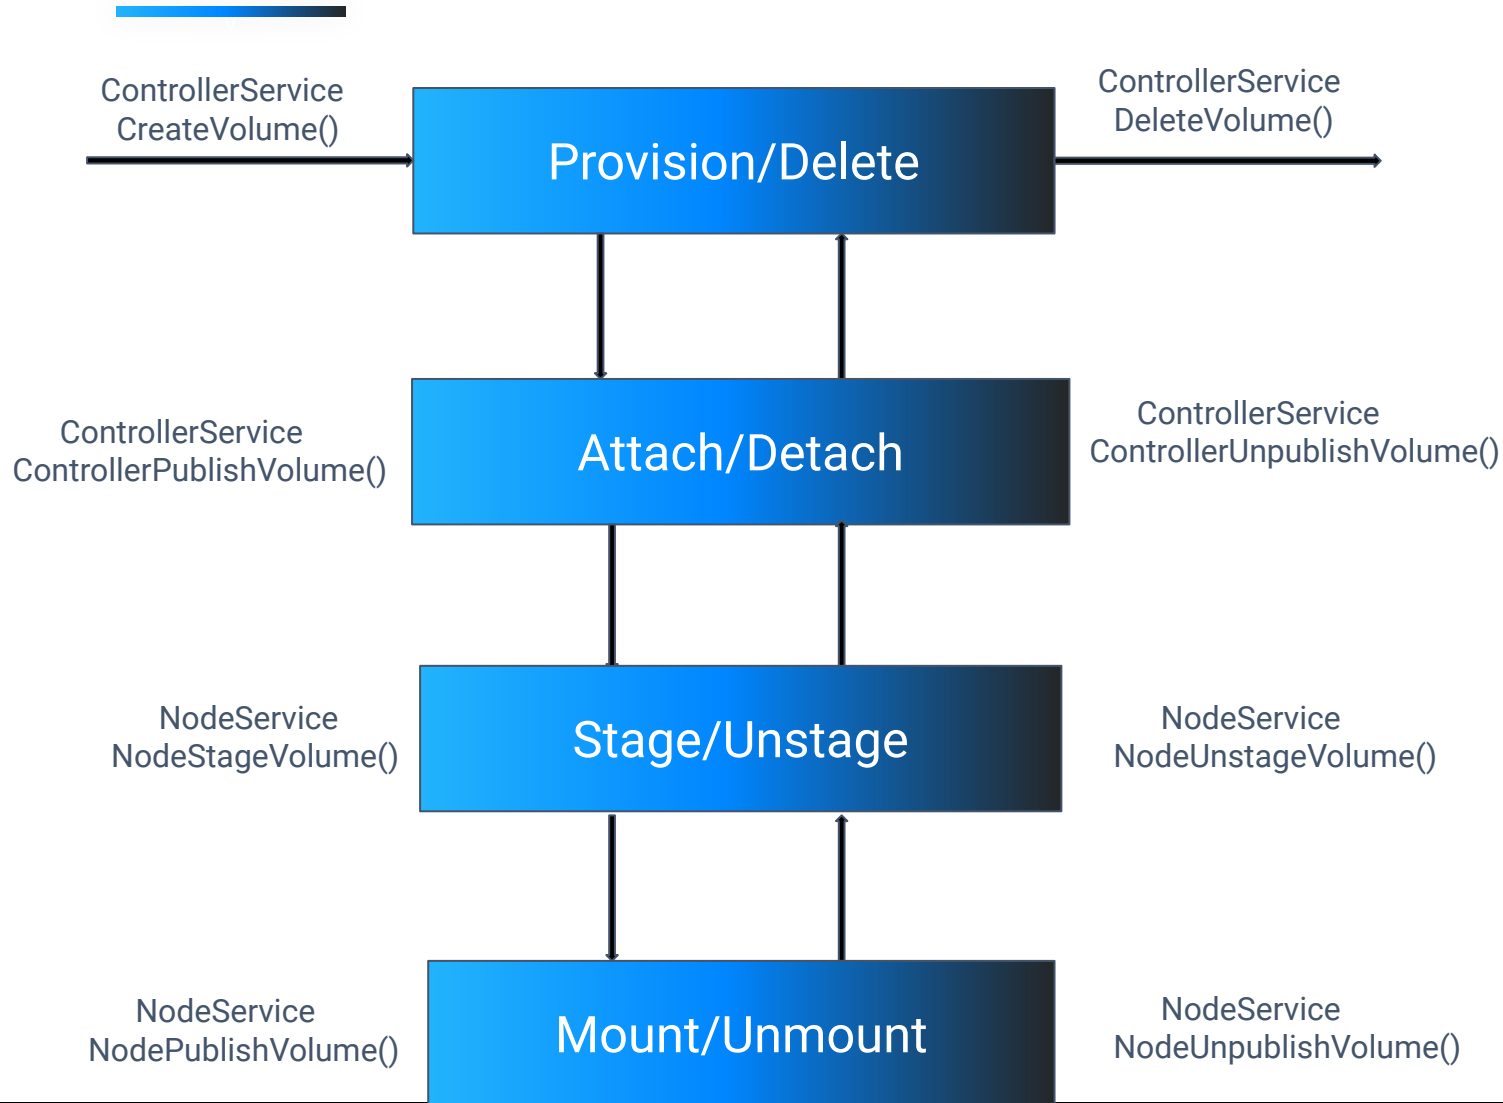 ControllerService
CreateVolume()
Provision/Delete
ControllerService
DeleteVolume()
ControllerService
ControllerPublishVolume()
Attach/Detach
ControllerService
ControllerUnpublishVolume()
NodeService
NodeStageVolume()
Stage/Unstage
NodeService
NodeUnstageVolume()
NodeService
NodePublishVolume()
Mount/Unmount
NodeService
NodeUnpublishVolume()